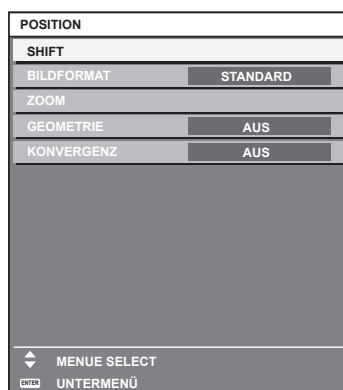 POSITION
SHIFT
BILDFORMAT STANDARD
ZOOM
GEOMETRIE AUS
KONVERGENZ AUS
MENUE SELECT
ENTER UNTERMENÜ